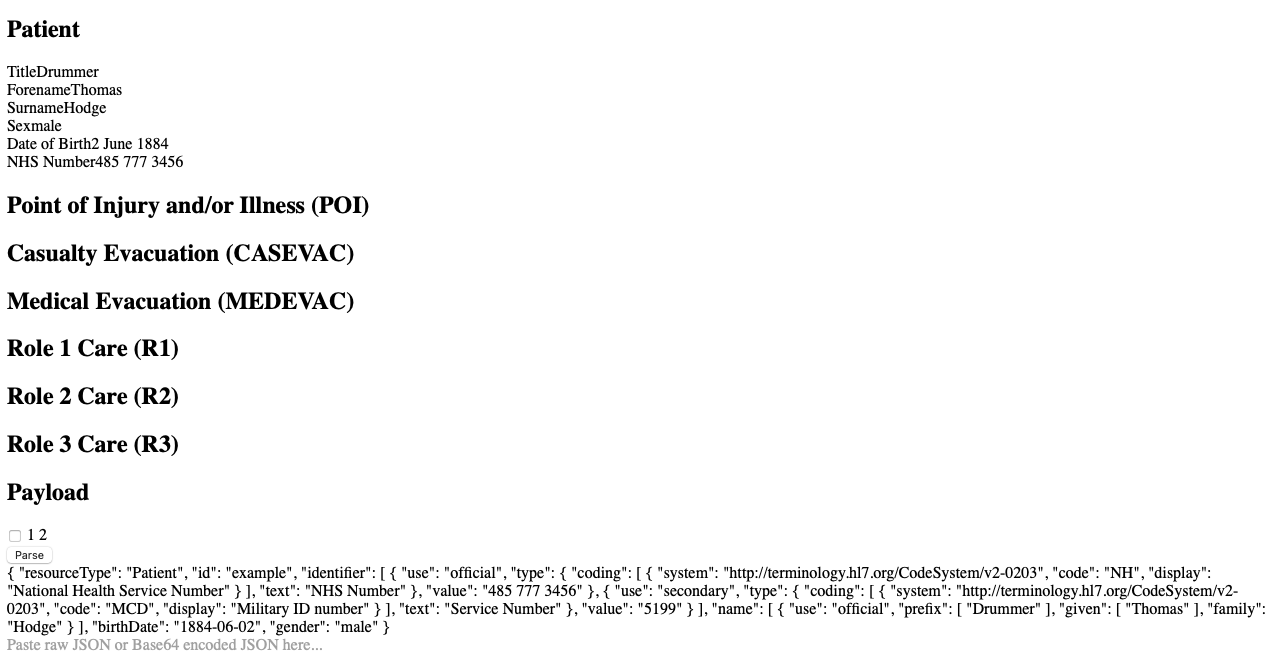 Patient
TitleDrummer
ForenameThomas
SurnameHodge
Sexmale
Date of Birth2 June 1884
NHS Number485 777 3456
Point of Injury and/or Illness (POI)
Casualty Evacuation (CASEVAC)
Medical Evacuation (MEDEVAC)
Role 1 Care (R1)
Role 2 Care (R2)
Role 3 Care (R3)
Payload
1 2
Parse
{ "resourceType": "Patient", "id": "example", "identifier": [ { "use": "official", "type": { "coding": [ { "system": "http://terminology.hl7.org/CodeSystem/v2-0203", "code": "NH", "display":
"National Health Service Number" } ], "text": "NHS Number" }, "value": "485 777 3456" }, { "use": "secondary", "type": { "coding": [ { "system": "http://terminology.hl7.org/CodeSystem/v2-
0203", "code": "MCD", "display": "Military ID number" } ], "text": "Service Number" }, "value": "5199" } ], "name": [ { "use": "official", "prefix": [ "Drummer" ], "given": [ "Thomas" ], "family":
"Hodge" } ], "birthDate": "1884-06-02", "gender": "male" }
Paste raw JSON or Base64 encoded JSON here...